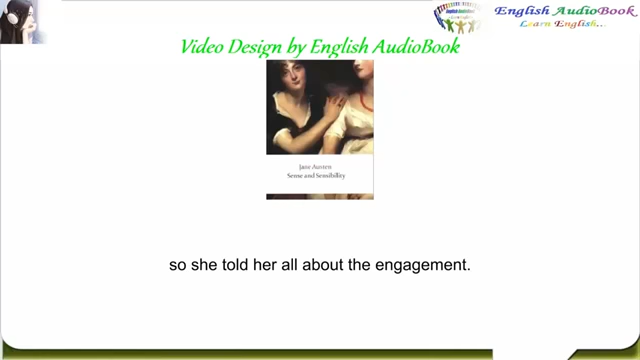 English AudioBook
Learn English...
Video Design by English AudioBook
Jane Austen
Sense and Sensibility
so she told her all about the engagement.